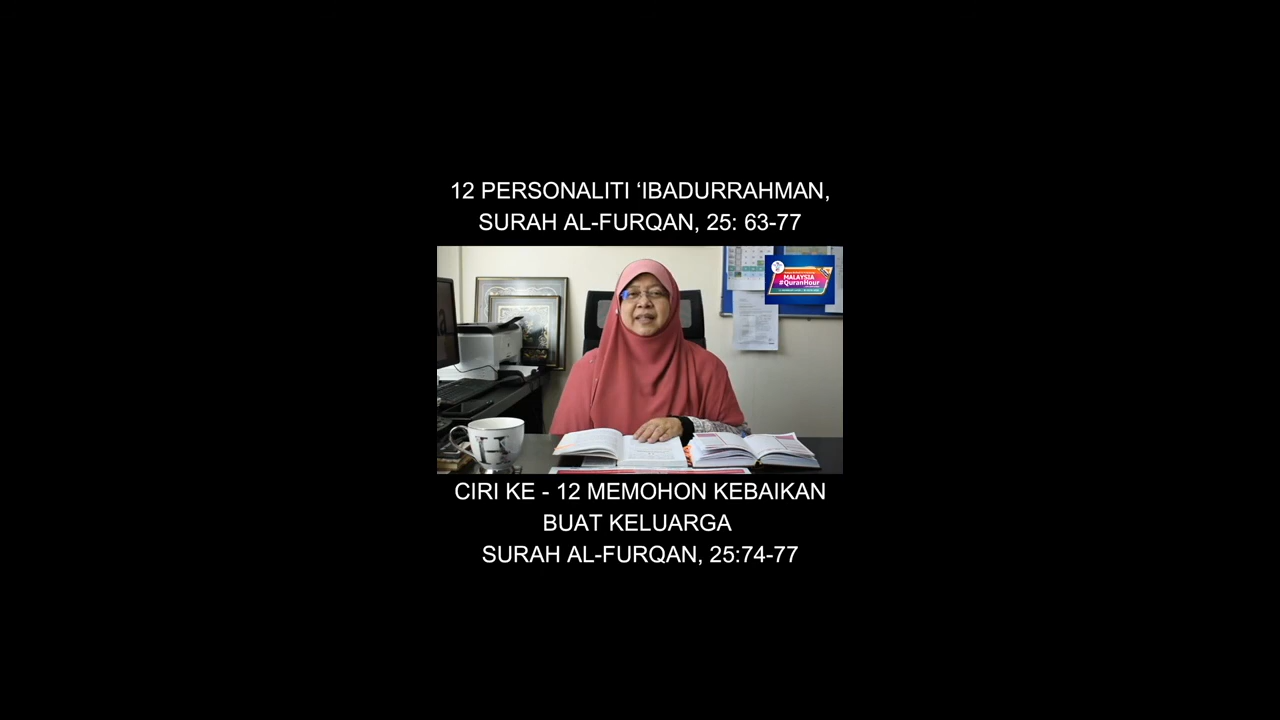 12 PERSONALITI ‘IBADURRAHMAN,
SURAH AL-FURQAN, 25: 63-77
MALAYSIA
#QuranHour
CIRI KE - 12 MEMOHON KEBAIKAN
BUAT KELUARGA
SURAH AL-FURQAN, 25:74-77